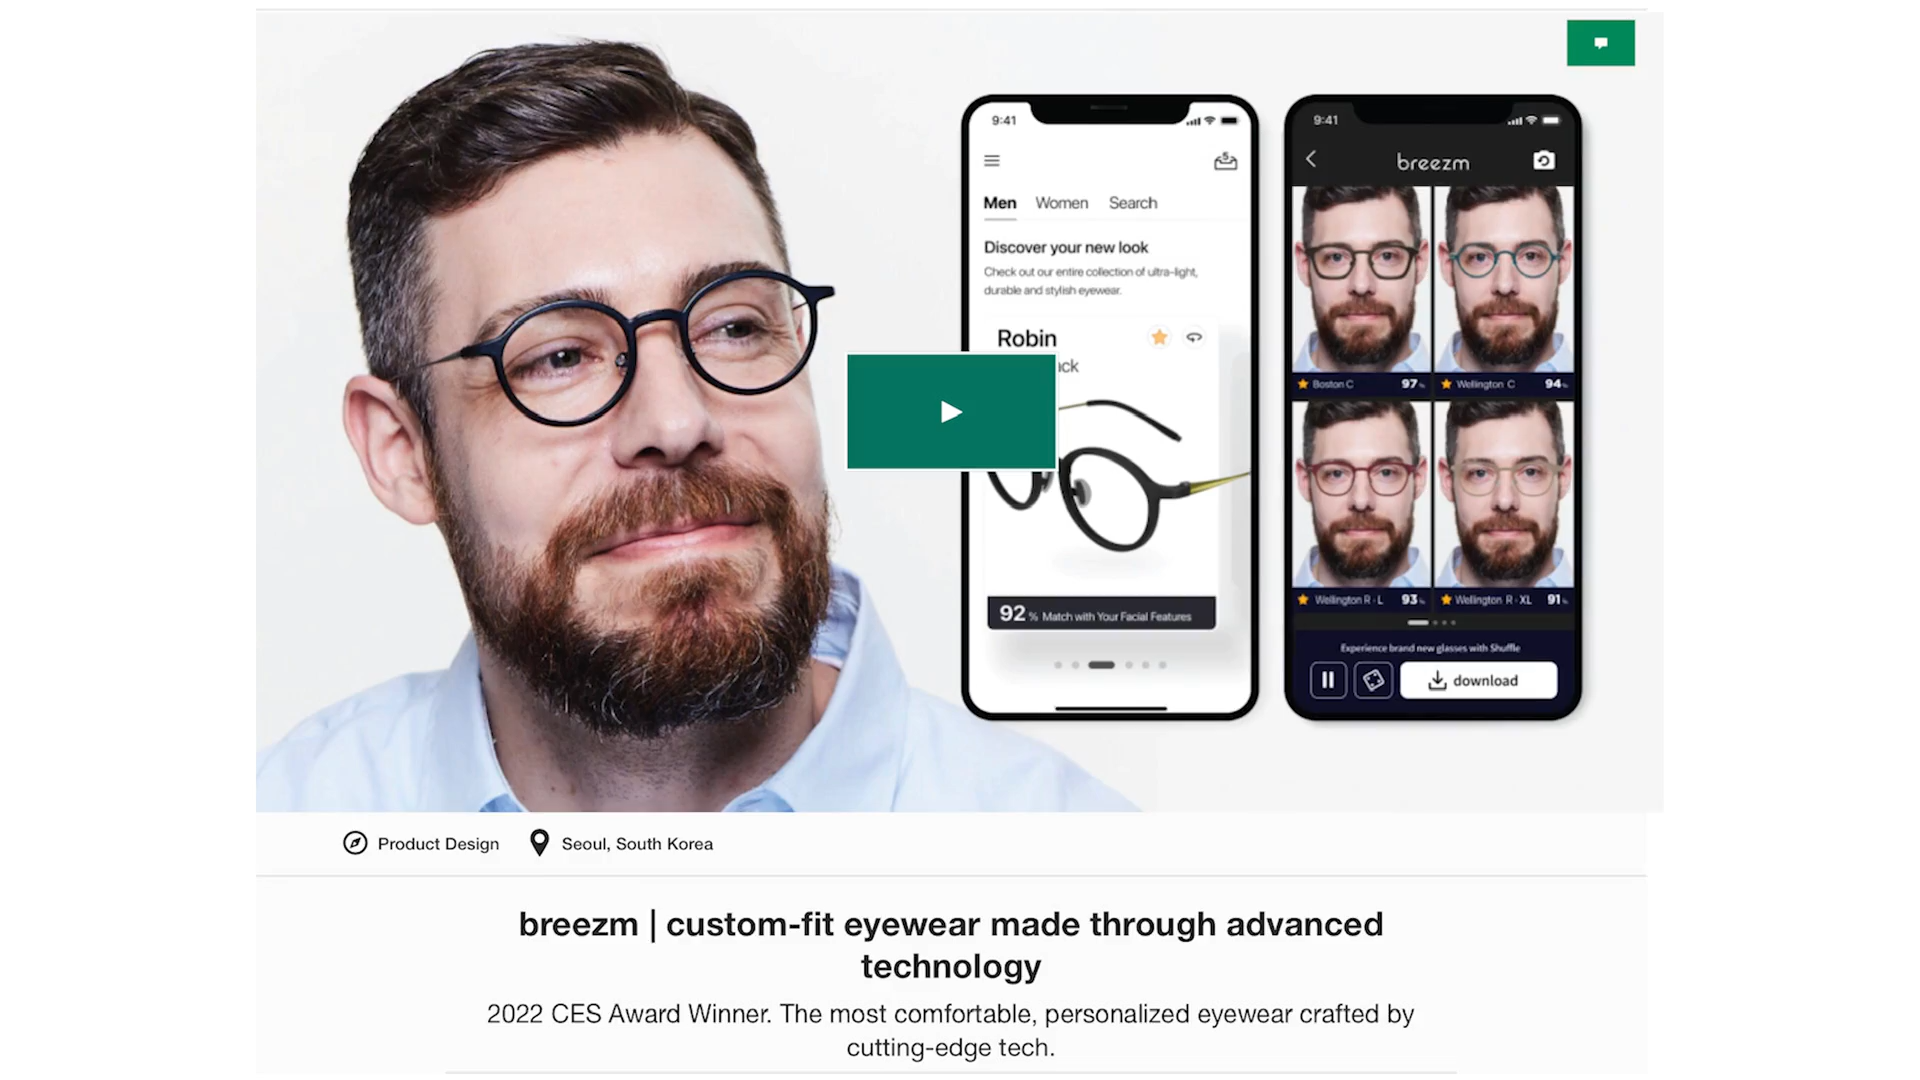 9:41
Men Women Search
Discover your new look
Check out our entire collection of ultra-light,
durable and stylish eyewear.
Robin
92 % Match with Your Facial Features
9:41
breezm
Boston C 97 %
Wellington C 94 %
Wellington R - L 93 %
Wellington R - XL 91 %
Experience brand new glasses with Shuffle
download
Product Design Seoul, South Korea
breezm | custom-fit eyewear made through advanced
technology
2022 CES Award Winner. The most comfortable, personalized eyewear crafted by
cutting-edge tech.